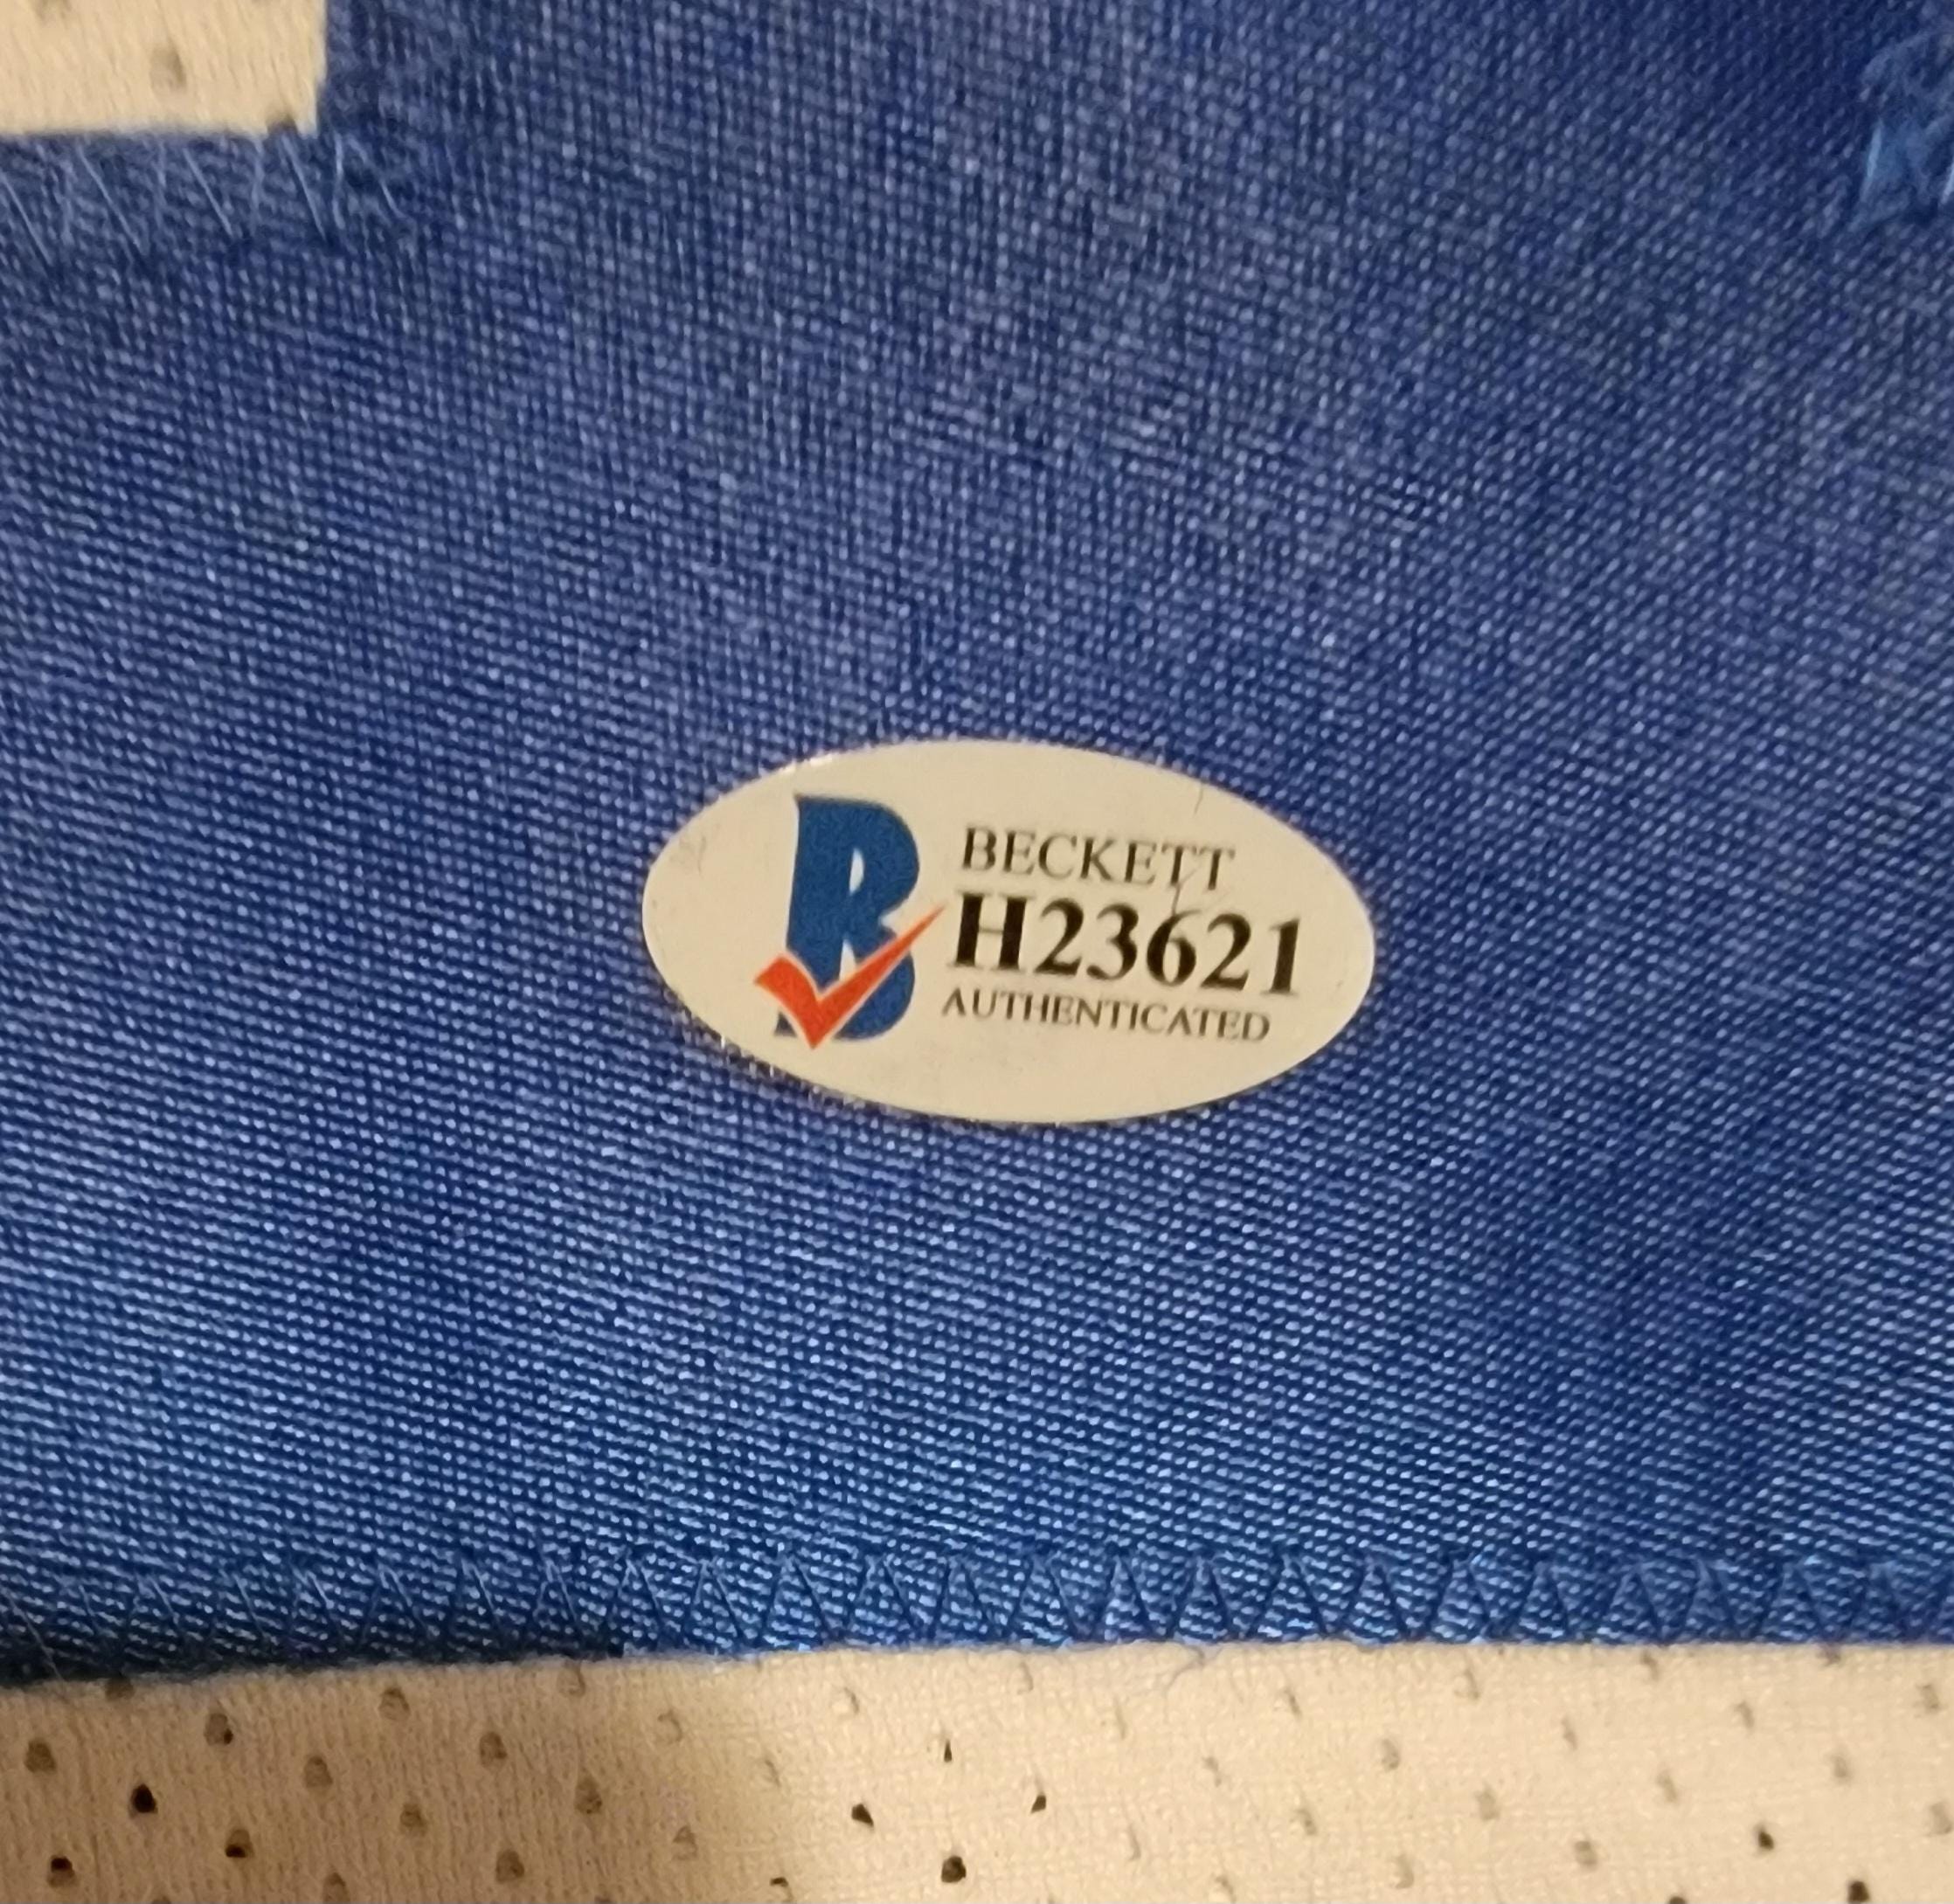 B
BECKETT
H23621
AUTHENTICATED